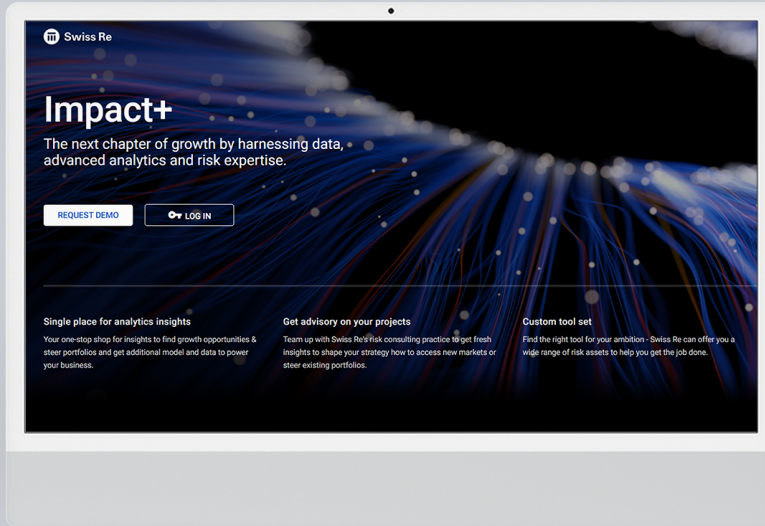 Swiss Re
Impact+
The next chapter of growth by harnessing data,
advanced analytics and risk expertise.
REQUEST DEMO
LOG IN
Single place for analytics insights
Your one-stop shop for insights to find growth opportunities &
steer portfolios and get additional model and data to power
your business.
Get advisory on your projects
Team up with Swiss Re's risk consulting practice to get fresh
insights to shape your strategy how to access new markets or
steer existing portfolios.
Custom tool set
Find the right tool for your ambition - Swiss Re can offer you a
wide range of risk assets to help you get the job done.